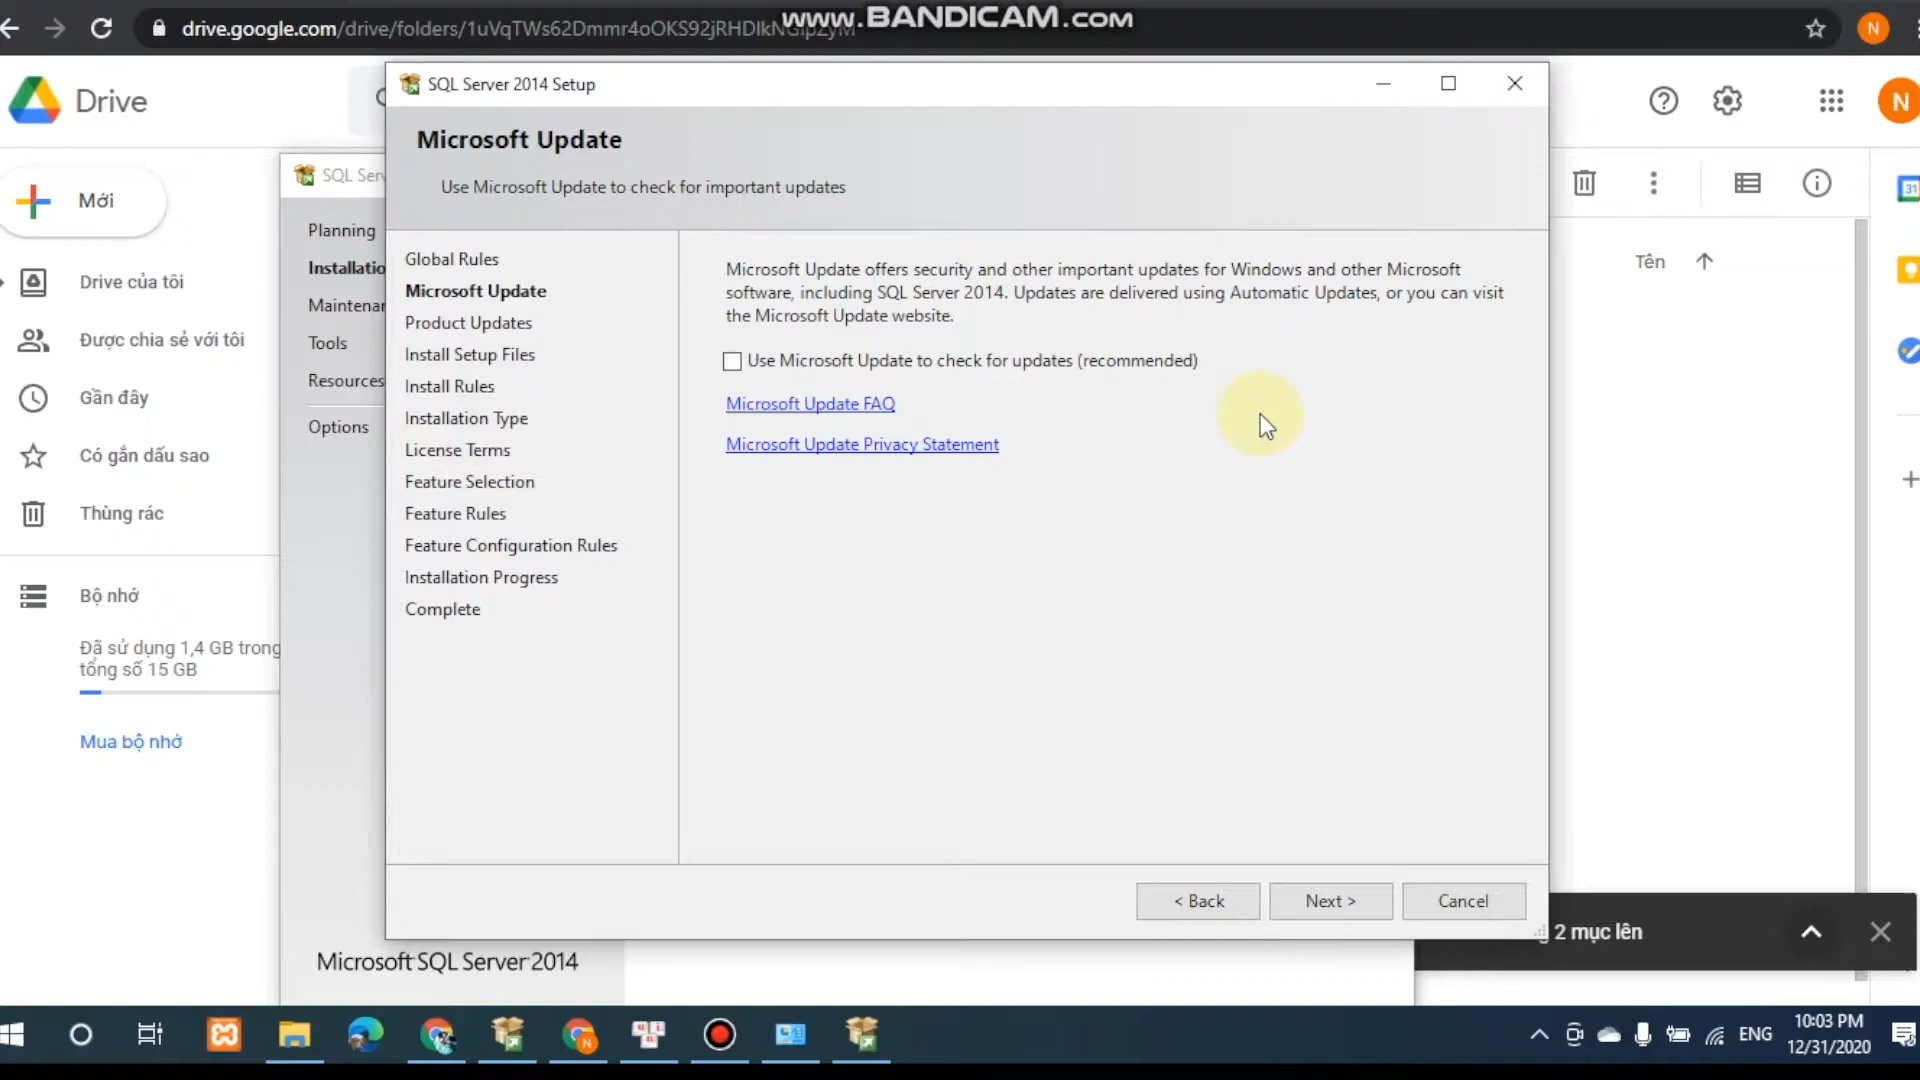 www.BANDICAM.com
drive.google.com/drive/folders/1uVqTWs62Dmmr4oOKS92jRHDIkN
N
SQL Server 2014 Setup
Drive
N
Microsoft Update
Use Microsoft Update to check for important updates
SQL Ser
Mới
31
Planning
Installatio
Maintenan
Tools
Resources
Options
Global Rules
Microsoft Update
Product Updates
Install Setup Files
Install Rules
Installation Type
License Terms
Feature Selection
Feature Rules
Feature Configuration Rules
Installation Progress
Complete
Microsoft Update offers security and other important updates for Windows and other Microsoft
software, including SQL Server 2014. Updates are delivered using Automatic Updates, or you can visit
the Microsoft Update website.
Use Microsoft Update to check for updates (recommended)
Microsoft Update FAQ
Microsoft Update Privacy Statement
Tên
Drive của tôi
Được chia sẻ với tôi
Gần đây
Có gắn dấu sao
Thùng rác
Bộ nhớ
Đã sử dụng 1,4 GB trong
tổng số 15 GB
Mua bộ nhớ
< Back
Next >
Cancel
2 mục lên
Microsoft SQL Server 2014
ENG
10:03 PM
12/31/2020